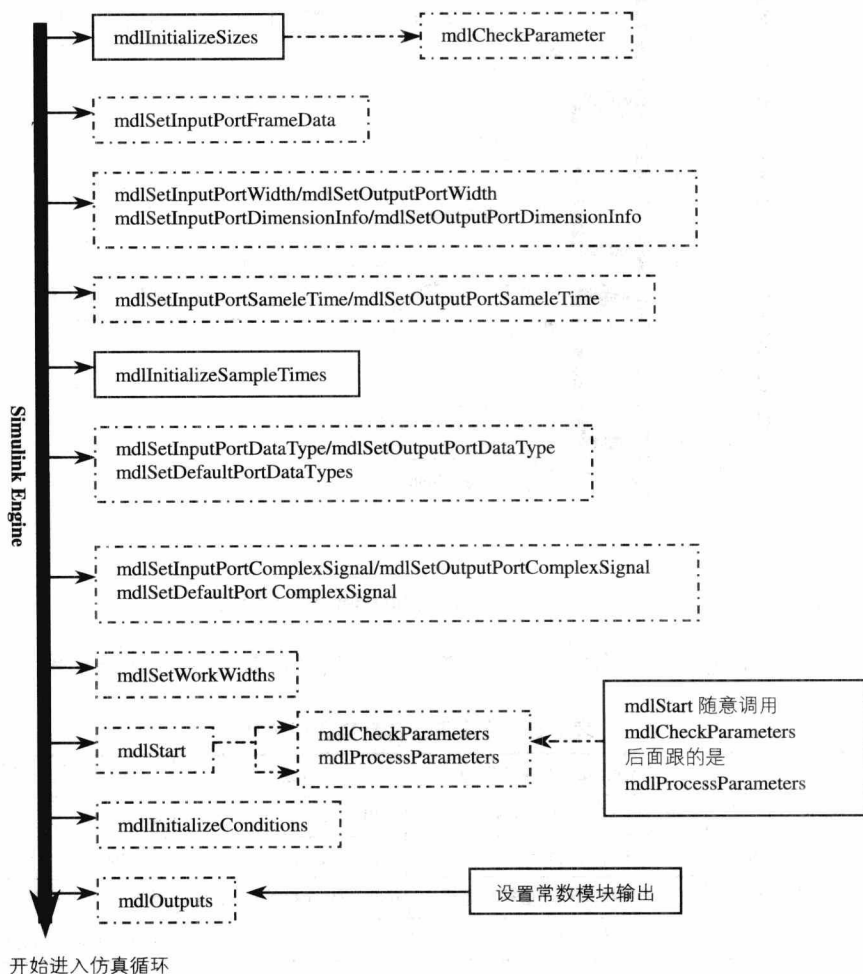 mdlInitializeSizes
mdlCheckParameter
mdlSetInputPortFrameData
mdlSetInputPortWidth/mdlSetOutputPortWidth
mdlSetInputPortDimensionInfo/mdlSetOutputPortDimensionInfo
mdlSetInputPortSameleTime/mdlSetOutputPortSameleTime
mdlInitializeSampleTimes
Simulink Engine
mdlSetInputPortDataType/mdlSetOutputPortDataType
mdlSetDefaultPortDataTypes
mdlSetInputPortComplexSignal/mdlSetOutputPortComplexSignal
mdlSetDefaultPort ComplexSignal
mdlSetWorkWidths
mdlStart
mdlCheckParameters
mdlProcessParameters
mdlStart 随意调用
mdlCheckParameters
后面跟的是
mdlProcessParameters
mdlInitializeConditions
mdlOutputs
设置常数模块输出
开始进入仿真循环